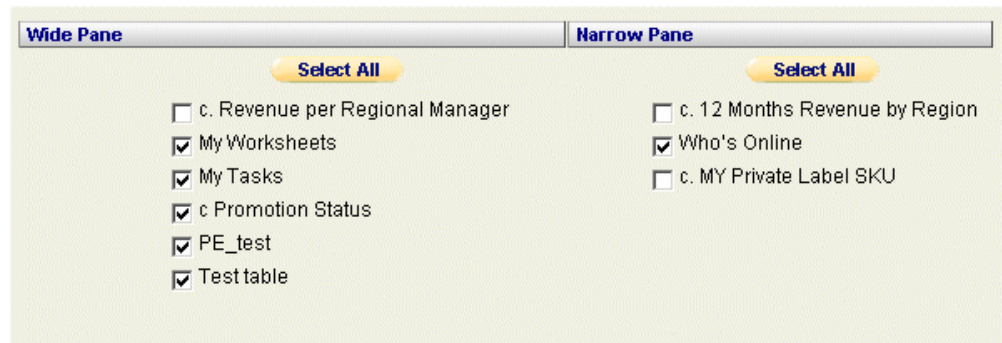 Wide Pane
Narrow Pane
Select All
Select All
c. Revenue per Regional Manager
c. 12 Months Revenue by Region
My Worksheets
Who's Online
My Tasks
c. MY Private Label SKU
c Promotion Status
PE_test
Test table